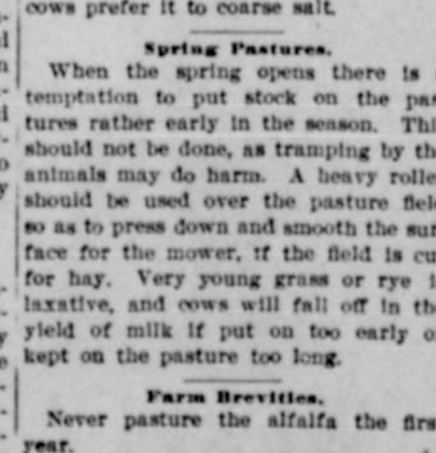 cows prefer it to coarse salt.
Spring Pastures.
When the spring opens there is
temptation to put stock on the pas
tures rather early in the season. Thi
should not be done, as tramping by th
animals may do harm. A heavy rolle
should be used over the pasture fiel
so as to press down and smooth the sur
face for the mower, if the field is cu
for hay. Very young grass or rye i
laxative, and cows will fall off in th
yield of milk if put on too early o
kept on the pasture too long.
Farm Brevities.
Never pasture the alfalfa the firs
year.